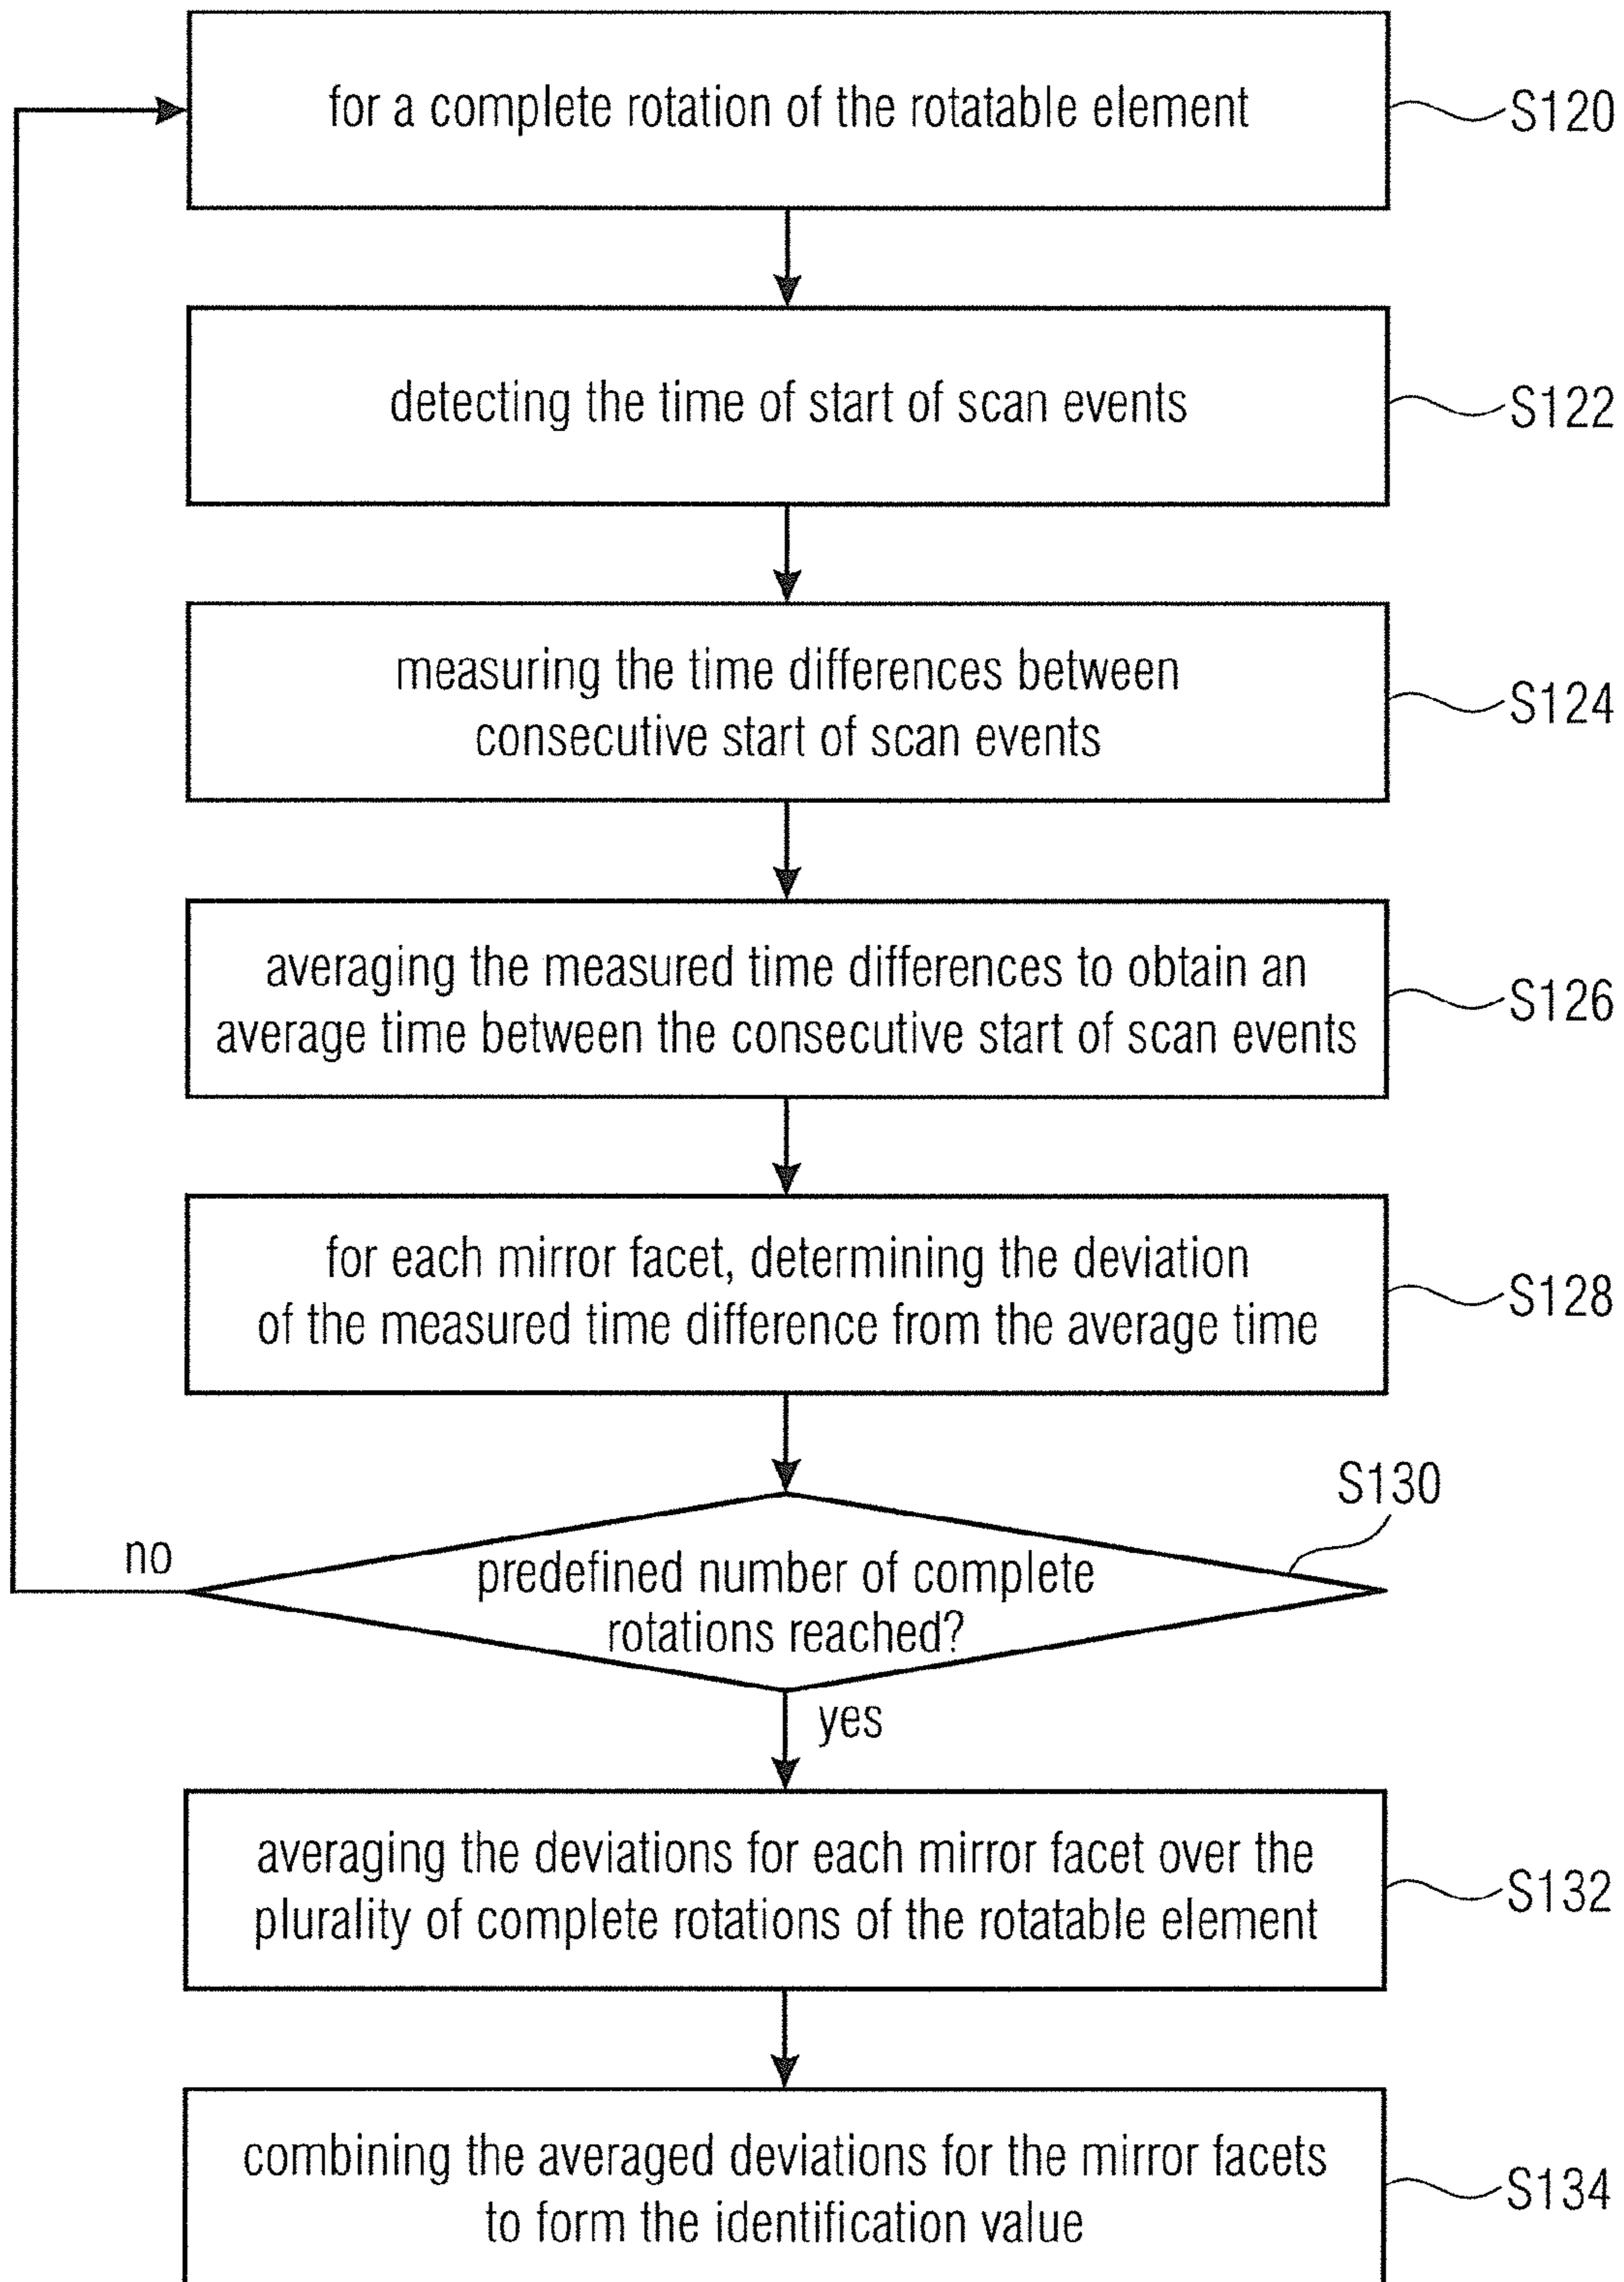 for a complete rotation of the rotatable element
S120
detecting the time of start of scan events
S122
measuring the time differences between
consecutive start of scan events
S124
averaging the measured time differences to obtain an
average time between the consecutive start of scan events
S126
for each mirror facet, determining the deviation
of the measured time difference from the average time
S128
S130
no
predefined number of complete
rotations reached?
yes
averaging the deviations for each mirror facet over the
plurality of complete rotations of the rotatable element
S132
combining the averaged deviations for the mirror facets
to form the identification value
S134